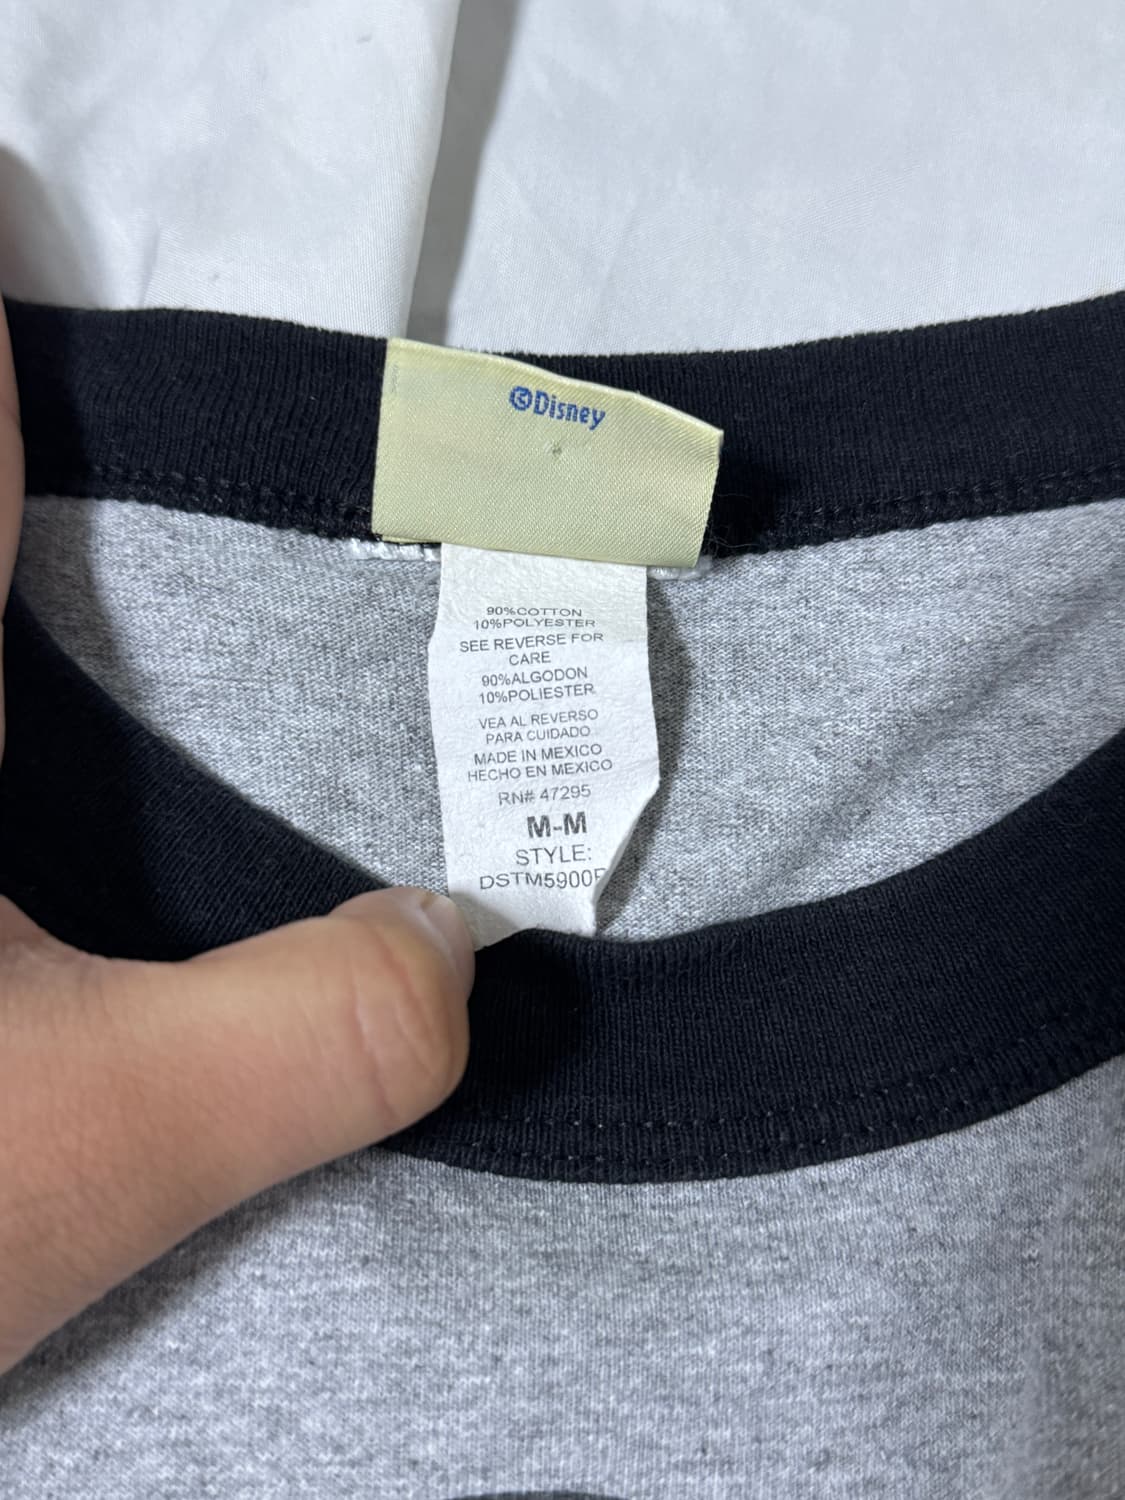 ©Disney
90%COTTON
10%POLYESTER
SEE REVERSE FOR
CARE
90%ALGODON
10%POLIESTER
VEA AL REVERSO
PARA CUIDADO
MADE IN MEXICO
HECHO EN MEXICO
RN# 47295
M-M
STYLE:
DSTM5900